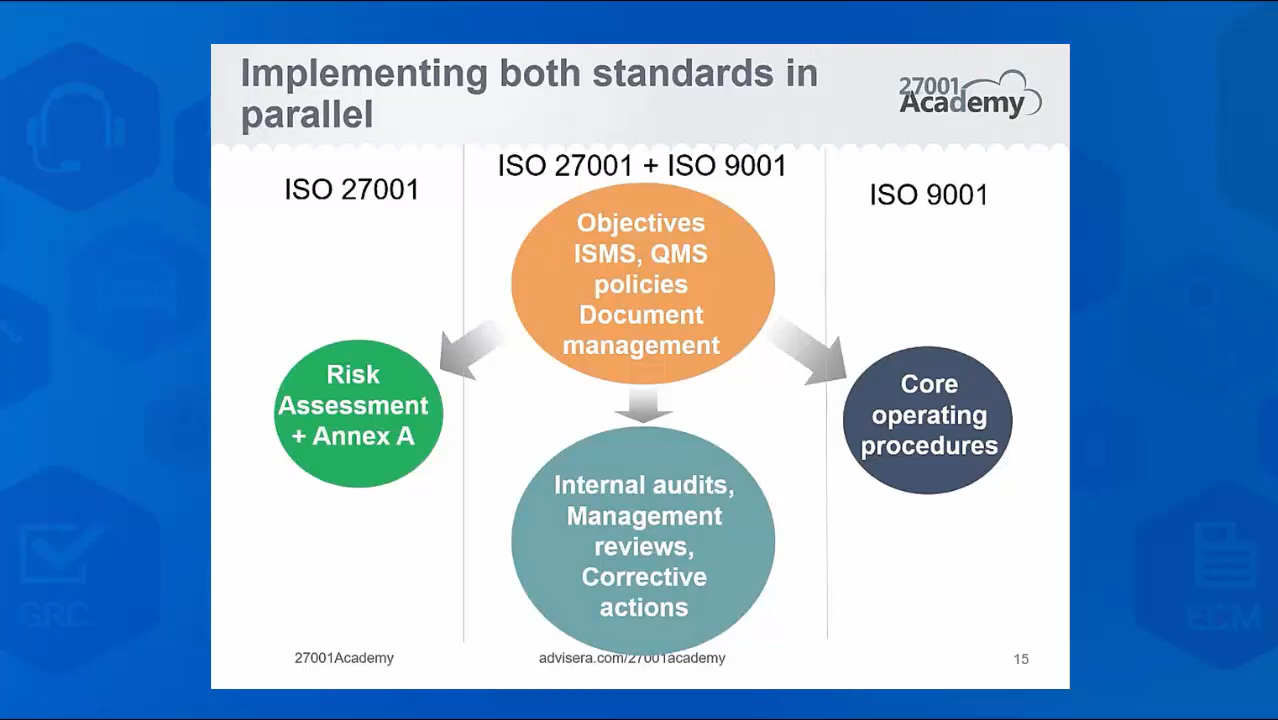 Implementing both standards in
parallel
27001
Academy
ISO 27001
ISO 27001 + ISO 9001
ISO 9001
Objectives
ISMS, QMS
policies
Document
management
Risk
Assessment
+ Annex A
Core
operating
procedures
Internal audits,
Management
reviews,
Corrective
actions
GRC
ECM
27001Academy
advisera.com/27001academy
15